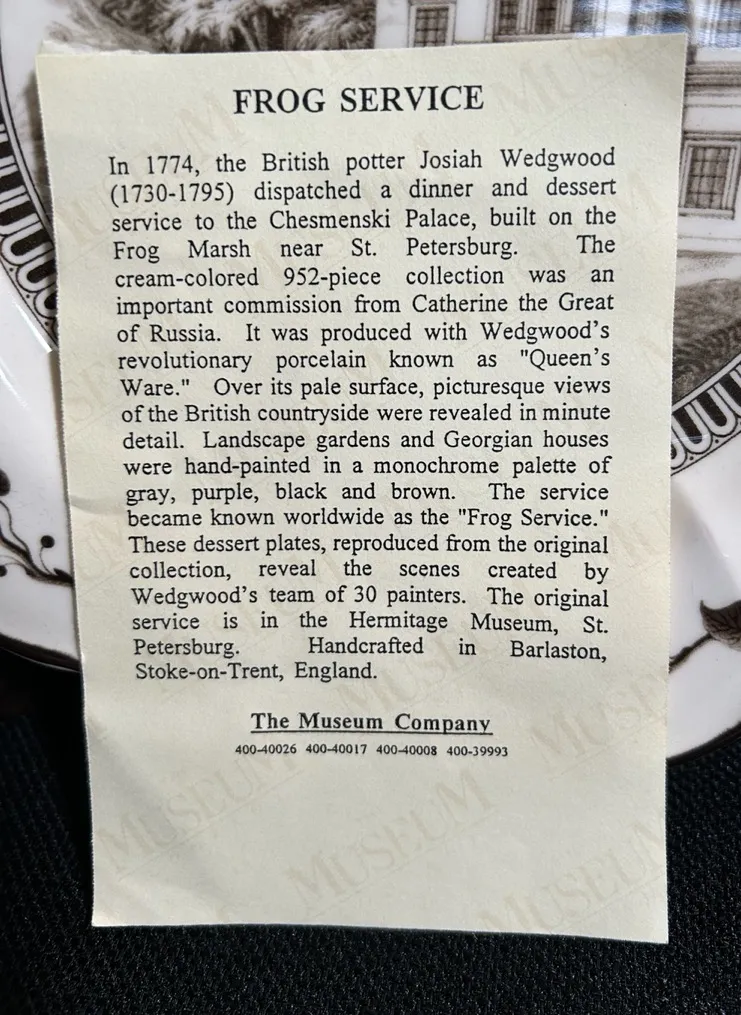 FROG SERVICE
In 1774, the British potter Josiah Wedgwood
(1730-1795) dispatched a dinner and dessert
service to the Chesmenski Palace, built on the
Frog Marsh near St. Petersburg. The
cream-colored 952-piece collection was an
important commission from Catherine the Great
of Russia. It was produced with Wedgwood's
revolutionary porcelain known as "Queen's
Ware." Over its pale surface, picturesque views
of the British countryside were revealed in minute
detail. Landscape gardens and Georgian houses
were hand-painted in a monochrome palette of
gray, purple, black and brown. The service
became known worldwide as the "Frog Service."
These dessert plates, reproduced from the original
collection, reveal the scenes created by
Wedgwood's team of 30 painters. The original
service is in the Hermitage Museum, St.
Petersburg. Handcrafted in Barlaston,
Stoke-on-Trent, England.
The Museum Company
400-40026 400-40017 400-40008 400-39993
MUSEUM
MUSEUM
MUSEUM